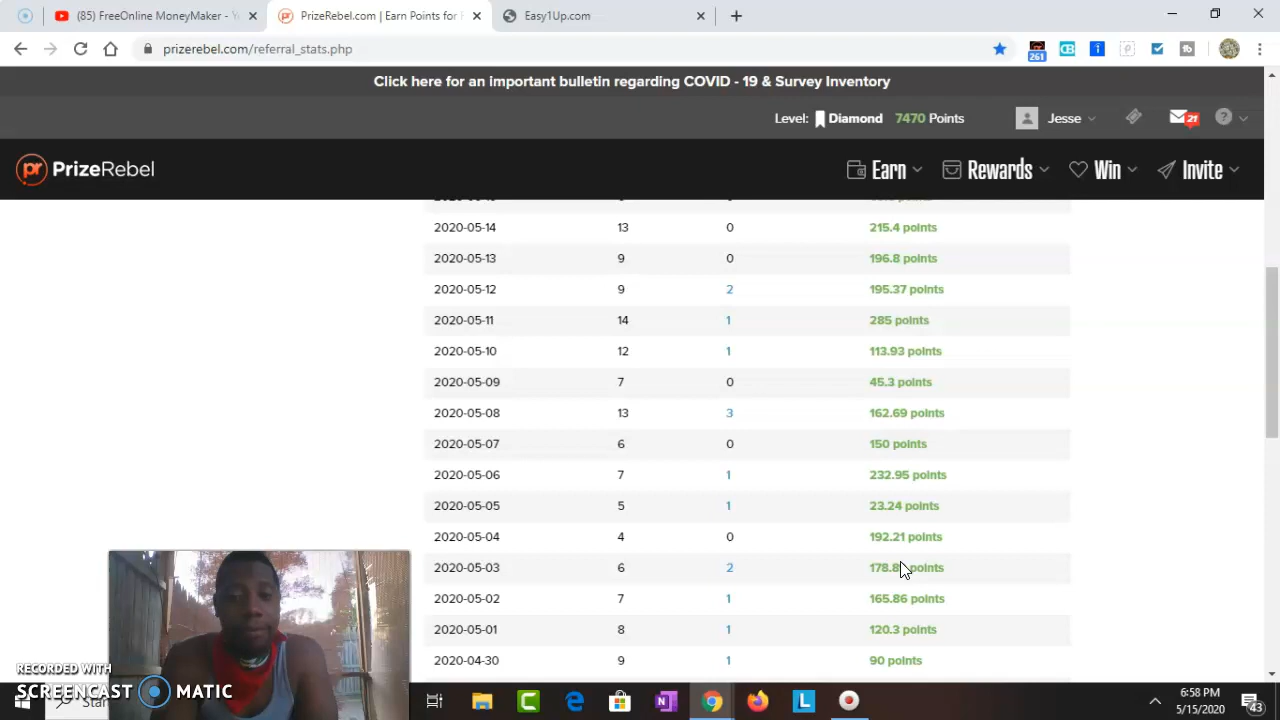 (85) FreeOnline MoneyMaker - Y
PrizeRebel.com | Earn Points for F
Easy1Up.com
prizerebel.com/referral_stats.php
261
Click here for an important bulletin regarding COVID - 19 & Survey Inventory
Level: Diamond 7470 Points Jesse 21
pr PrizeRebel Earn Rewards Win Invite
2020-05-14 13 0 215.4 points
2020-05-13 9 0 196.8 points
2020-05-12 9 2 195.37 points
2020-05-11 14 1 285 points
2020-05-10 12 1 113.93 points
2020-05-09 7 0 45.3 points
2020-05-08 13 3 162.69 points
2020-05-07 6 0 150 points
2020-05-06 7 1 232.95 points
2020-05-05 5 1 23.24 points
2020-05-04 4 0 192.21 points
2020-05-03 6 2 points
2020-05-02 7 1 165.86 points
2020-05-01 8 1 120.3 points
2020-04-30 9 1 90 points
RECORDED WITH
SCREENCAST MATIC
6:58 PM
5/15/2020
43